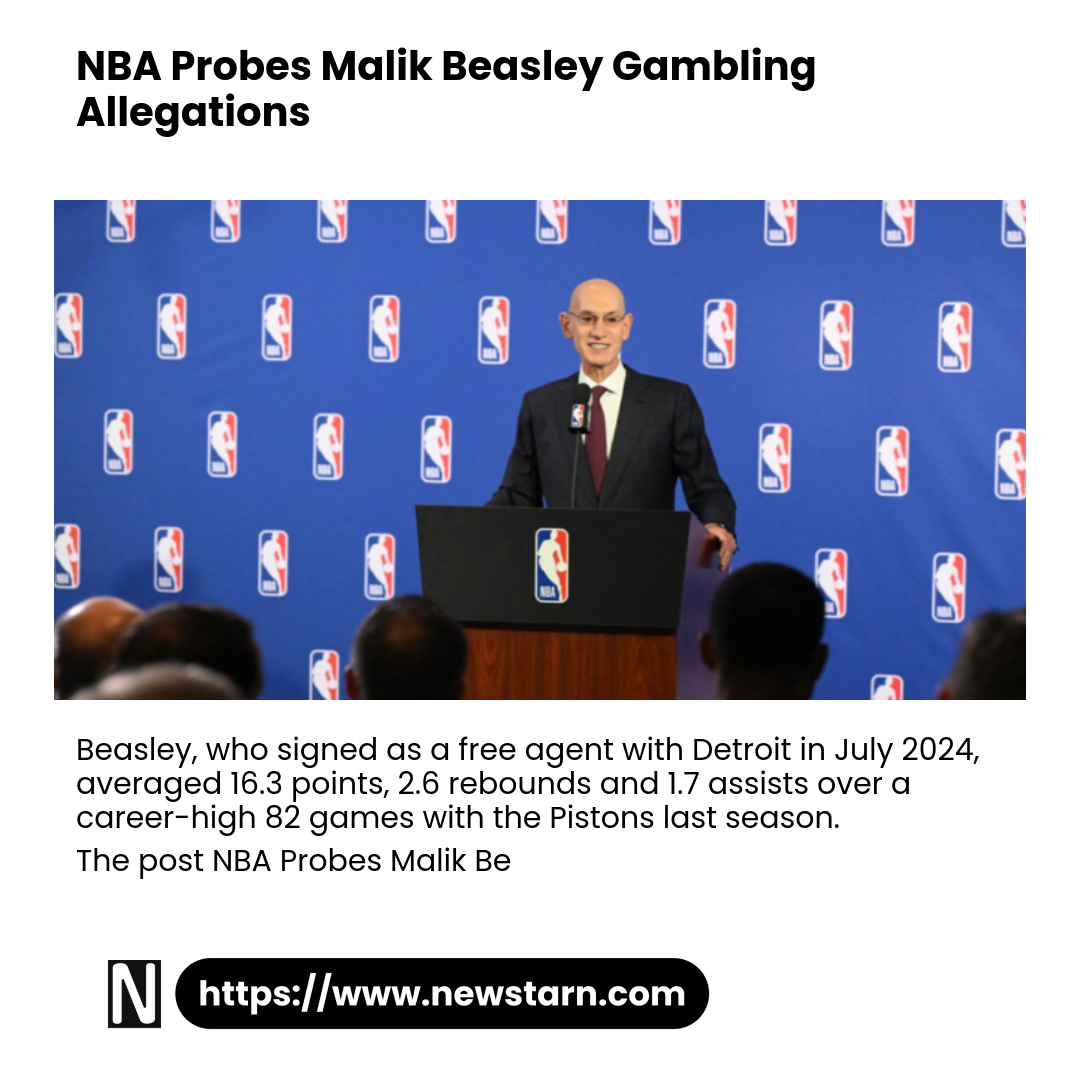 NBA Probes Malik Beasley Gambling
Allegations
NBA
Beasley, who signed as a free agent with Detroit in July 2024,
averaged 16.3 points, 2.6 rebounds and 1.7 assists over a
career-high 82 games with the Pistons last season.
The post NBA Probes Malik Be
N
https://www.newstarn.com